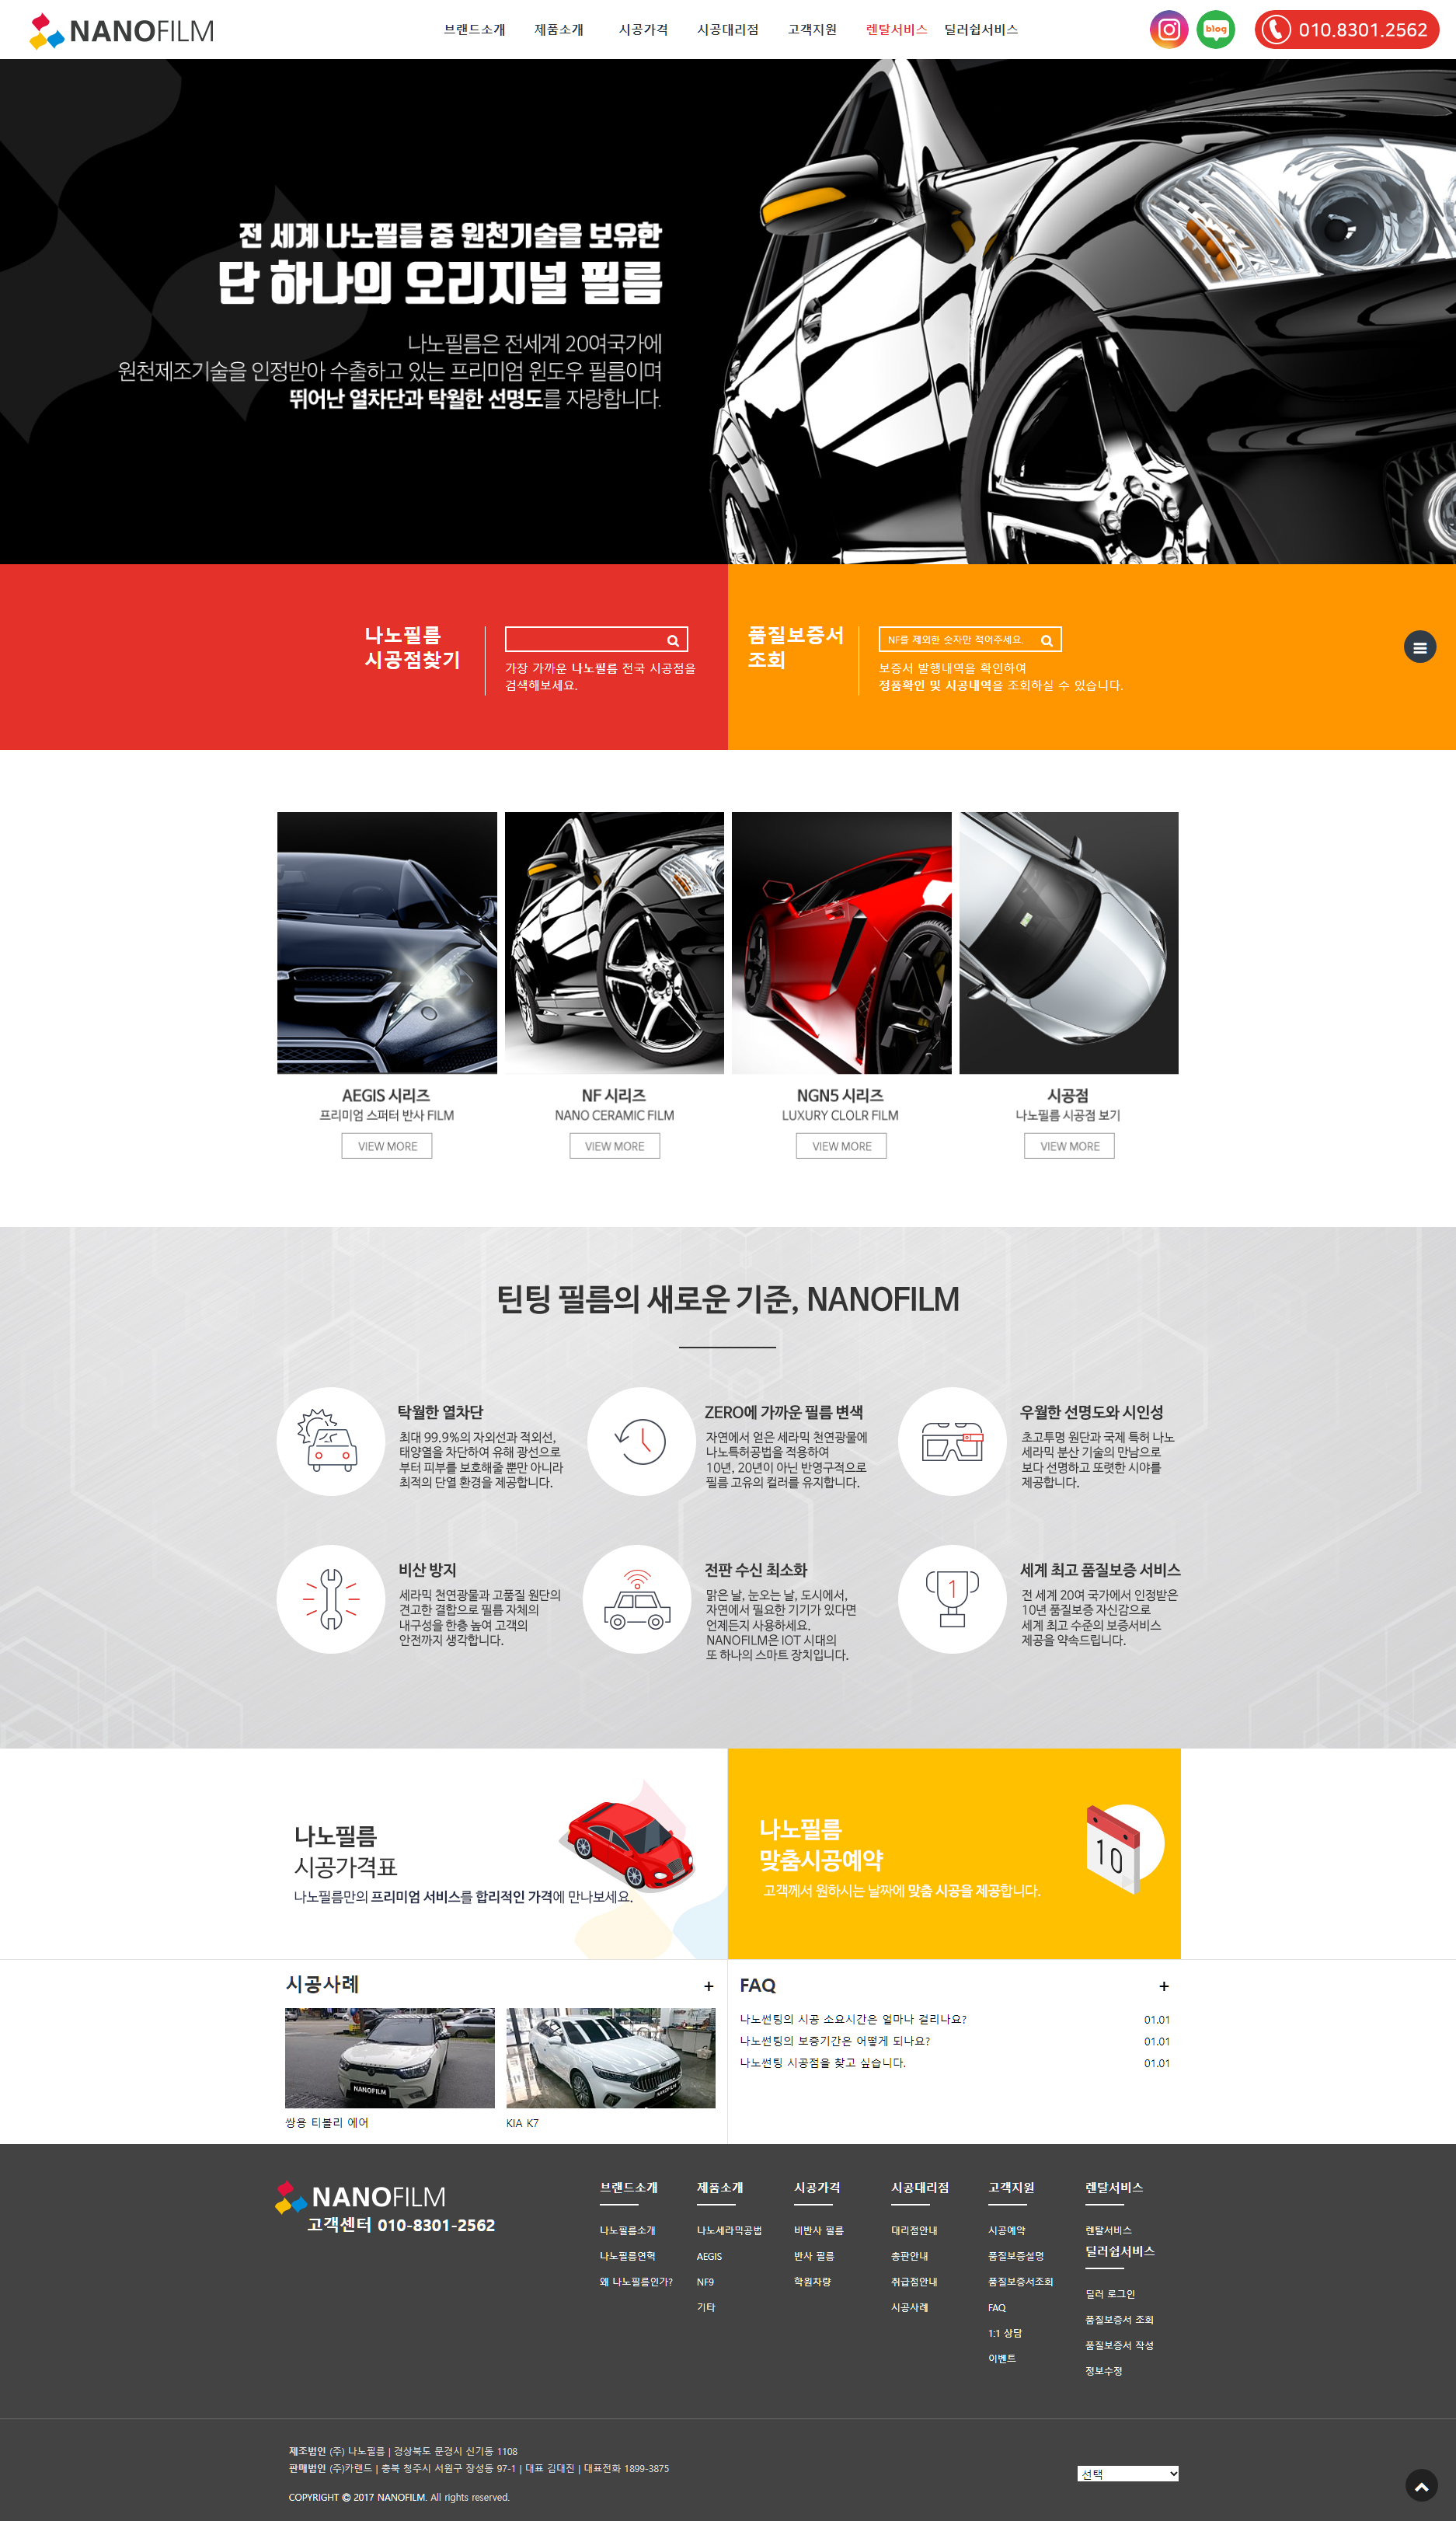 NANOFILM
브랜드소개 제품소개 시공가격 시공대리점 고객지원 렌탈서비스 딜러쉽서비스
blog
010.8301.2562
전 세계 나노필름 중 원천기술을 보유한
단 하나의 오리지널 필름
나노필름은 전세계 20여국가에
원천제조기술을 인정받아 수출하고 있는 프리미엄 윈도우 필름이며
뛰어난 열차단과 탁월한 선명도를 자랑합니다.
나노필름
시공점찾기
가장 가까운 나노필름 전국 시공점을
검색해보세요.
품질보증서
조회
NF를 제외한 숫자만 적어주세요.
보증서 발행내역을 확인하여
정품확인 및 시공내역을 조회하실 수 있습니다.
AEGIS 시리즈
프리미엄 스퍼터 반사 FILM
VIEW MORE
NF 시리즈
NANO CERAMIC FILM
VIEW MORE
NGN5 시리즈
LUXURY CLOLR FILM
VIEW MORE
시공점
나노필름 시공점 보기
VIEW MORE
틴팅 필름의 새로운 기준, NANOFILM
탁월한 열차단
최대 99.9%의 자외선과 적외선,
태양열을 차단하여 유해 광선으로
부터 피부를 보호해줄 뿐만 아니라
최적의 단열 환경을 제공합니다.
ZERO에 가까운 필름 변색
자연에서 얻은 세라믹 천연광물에
나노특허공법을 적용하여
10년, 20년이 아닌 반영구적으로
필름 고유의 컬러를 유지합니다.
우월한 선명도와 시인성
초고투명 원단과 국제 특허 나노
세라믹 분산 기술의 만남으로
보다 선명하고 또렷한 시야를
제공합니다.
비산 방지
세라믹 천연광물과 고품질 원단의
견고한 결합으로 필름 자체의
내구성을 한층 높여 고객의
안전까지 생각합니다.
전판 수신 최소화
맑은 날, 눈오는 날, 도시에서,
자연에서 필요한 기기가 있다면
언제든지 사용하세요.
NANOFILM은 IOT 시대의
또 하나의 스마트 장치입니다.
1
세계 최고 품질보증 서비스
전 세계 20여 국가에서 인정받은
10년 품질보증 자신감으로
세계 최고 수준의 보증서비스
제공을 약속드립니다.
나노필름
시공가격표
나노필름만의 프리미엄 서비스를 합리적인 가격에 만나보세요.
나노필름
맞춤시공예약
고객께서 원하시는 날짜에 맞춤 시공을 제공합니다.
10
시공사례 +
NANOFILM
NANOFILM
쌍용 티볼리 에어
KIA K7
FAQ +
나노썬팅의 시공 소요시간은 얼마나 걸리나요? 01.01
나노썬팅의 보증기간은 어떻게 되나요? 01.01
나노썬팅 시공점을 찾고 싶습니다. 01.01
NANOFILM
고객센터 010-8301-2562
브랜드소개
나노필름소개
나노필름연혁
왜 나노필름인가?
제품소개
나노세라믹공법
AEGIS
NF9
기타
시공가격
비반사 필름
반사 필름
학원차량
시공대리점
대리점안내
총판안내
취급점안내
시공사례
고객지원
시공예약
품질보증설명
품질보증서조회
FAQ
1:1 상담
이벤트
렌탈서비스
렌탈서비스
딜러쉽서비스
딜러 로그인
품질보증서 조회
품질보증서 작성
정보수정
제조법인 (주) 나노필름 | 경상북도 문경시 신기동 1108
판매법인 (주)카랜드 | 충북 청주시 서원구 장성동 97-1 | 대표 김대진 | 대표전화 1899-3875
COPYRIGHT © 2017 NANOFILM. All rights reserved.
선택